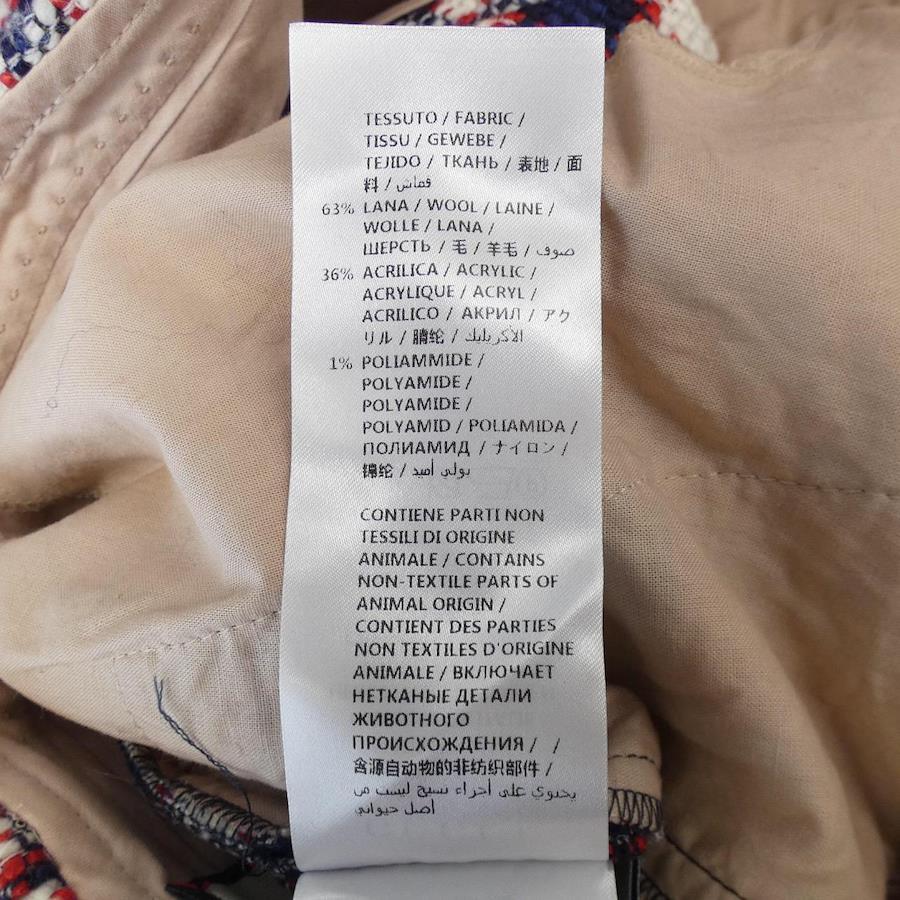 TESSUTO / FABRIC /
TISSU / GEWEBE /
TEJIDO / ТКАНЬ / 表地 / 面
料 / قماش
63% LANA / WOOL / LAINE /
WOLLE / LANA /
ШЕРСТЬ / 毛 / 羊毛 / صوف
36% ACRILICA / ACRYLIC /
ACRYLIQUE / ACRYL /
ACRILICO / АКРИЛ / アク
リル / 腈纶 / الأكريليك
1% POLIAMMIDE /
POLYAMIDE /
POLYAMIDE /
POLYAMID / POLIAMIDA /
ПОЛИАМИД / ナイロン /
锦纶 / بولي أميد
CONTIENE PARTI NON
TESSILI DI ORIGINE
ANIMALE / CONTAINS
NON-TEXTILE PARTS OF
ANIMAL ORIGIN /
CONTIENT DES PARTIES
NON TEXTILES D'ORIGINE
ANIMALE / ВКЛЮЧАЕТ
НЕТКАНЫЕ ДЕТАЛИ
ЖИВОТНОГО
ПРОИСХОЖДЕНИЯ / /
含源自动物的非纺织部件 /
يحتوي على أجزاء نسيج ليست من
أصل حيواني